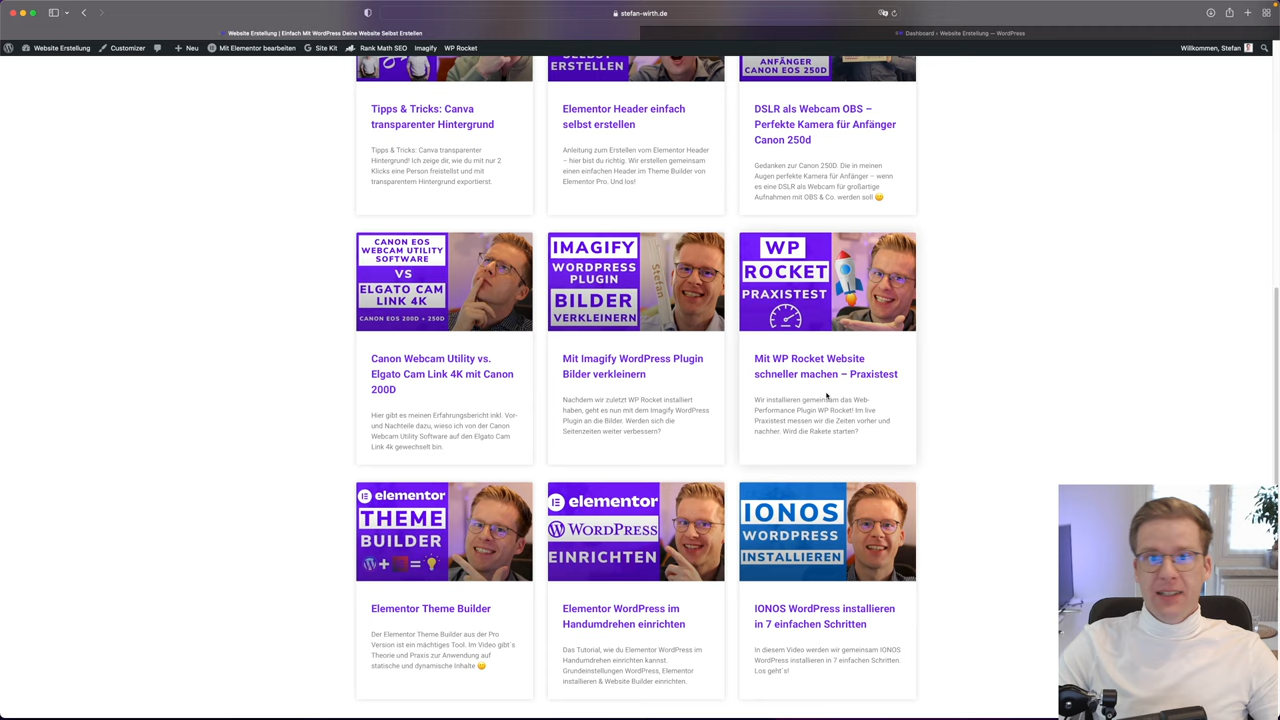 stefan-wirth.de
Website Erstellung | Einfach Mit WordPress Deine Website Selbst Erstellen
Dashboard ‹ Website Erstellung — WordPress
Website Erstellung
Customizer
Neu
Mit Elementor bearbeiten
Site Kit
Rank Math SEO
Imagify
WP Rocket
Willkommen, Stefan
ERSTELLEN
ANFÄNGER
CANON EOS 250D
Tipps & Tricks: Canva
transparenter Hintergrund
Tipps & Tricks: Canva transparenter
Hintergrund! Ich zeige dir, wie du mit nur 2
Klicks eine Person freistellst und mit
transparentem Hintergrund exportierst.
Elementor Header einfach
selbst erstellen
Anleitung zum Erstellen vom Elementor Header
– hier bist du richtig. Wir erstellen gemeinsam
einen einfachen Header im Theme Builder von
Elementor Pro. Und los!
DSLR als Webcam OBS –
Perfekte Kamera für Anfänger
Canon 250d
Gedanken zur Canon 250D. Die in meinen
Augen perfekte Kamera für Anfänger – wenn
es eine DSLR als Webcam für großartige
Aufnahmen mit OBS & Co. werden soll 😀
CANON EOS
WEBCAM UTILITY
SOFTWARE
VS
ELGATO CAM
LINK 4K
CANON EOS 200D + 250D
Canon Webcam Utility vs.
Elgato Cam Link 4K mit Canon
200D
Hier gibt es meinen Erfahrungsbericht inkl. Vor-
und Nachteile dazu, wieso ich von der Canon
Webcam Utility Software auf den Elgato Cam
Link 4k gewechselt bin.
IMAGIFY
WORDPRESS
PLUGIN
BILDER
VERKLEINERN
Stefan
Mit Imagify WordPress Plugin
Bilder verkleinern
Nachdem wir zuletzt WP Rocket installiert
haben, geht es nun mit dem Imagify WordPress
Plugin an die Bilder. Werden sich die
Seitenzeiten weiter verbessern?
WP
ROCKET
PRAXISTEST
Mit WP Rocket Website
schneller machen – Praxistest
Wir installieren gemeinsam das Web-
Performance Plugin WP Rocket! Im live
Praxistest messen wir die Zeiten vorher und
nachher. Wird die Rakete starten?
elementor
THEME
BUILDER
Elementor Theme Builder
Der Elementor Theme Builder aus der Pro
Version ist ein mächtiges Tool. Im Video gibt´s
Theorie und Praxis zur Anwendung auf
statische und dynamische Inhalte 😀
elementor
WORDPRESS
EINRICHTEN
Elementor WordPress im
Handumdrehen einrichten
Das Tutorial, wie du Elementor WordPress im
Handumdrehen einrichten kannst.
Grundeinstellungen WordPress, Elementor
installieren & Website Builder einrichten.
IONOS
WORDPRESS
INSTALLIEREN
IONOS WordPress installieren
in 7 einfachen Schritten
In diesem Video werden wir gemeinsam IONOS
WordPress installieren in 7 einfachen Schritten.
Los geht´s!